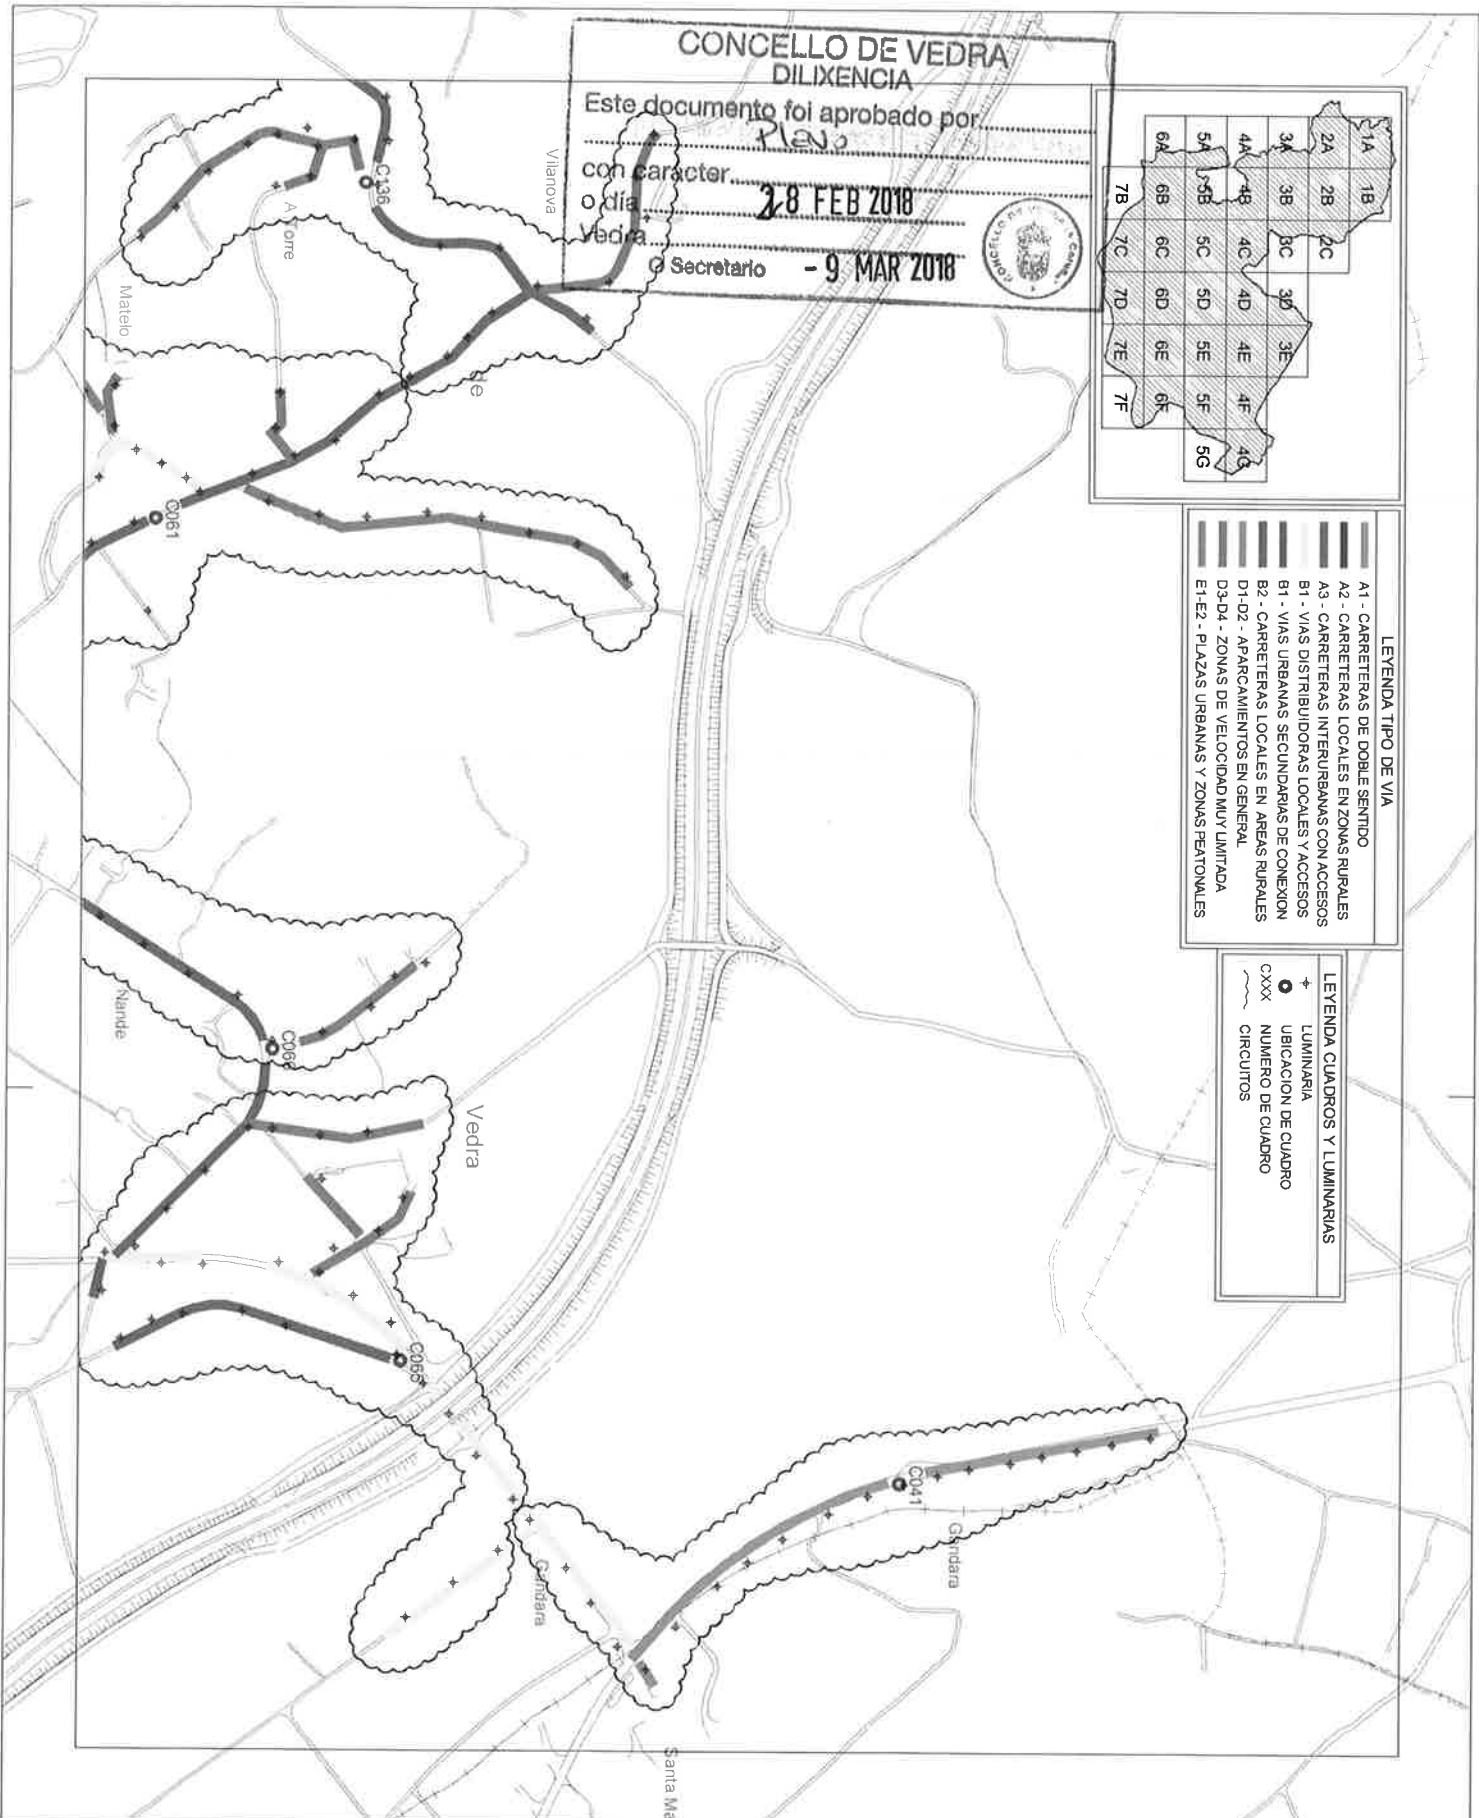 CONCELLO DE VEDRA
DILIXENCIA
Este documento foi aprobado por
Pleno
con caracter
o día 28 FEB 2018
Vedra
O Secretario - 9 MAR 2018
1A 1B
2A 2B 2C
3A 3B 3C 3D 3E
4A 4B 4C 4D 4E 4F 4G
5A 5B 5C 5D 5E 5F 5G
6A 6B 6C 6D 6E 6F
7B 7C 7D 7E 7F
LEYENDA TIPO DE VIA
A1 - CARRETERAS DE DOBLE SENTIDO
A2 - CARRETERAS LOCALES EN ZONAS RURALES
A3 - CARRETERAS INTERURBANAS CON ACCESOS
B1 - VIAS DISTRIBUIDORAS LOCALES Y ACCESOS
B1 - VIAS URBANAS SECUNDARIAS DE CONEXION
B2 - CARRETERAS LOCALES EN AREAS RURALES
D1-D2 - APARCAMIENTOS EN GENERAL
D3-D4 - ZONAS DE VELOCIDAD MUY LIMITADA
E1-E2 - PLAZAS URBANAS Y ZONAS PEATONALES
LEYENDA CUADROS Y LUMINARIAS
LUMINARIA
UBICACION DE CUADRO
CXXX NUMERO DE CUADRO
CIRCUITOS
Vilanova
C136
A Torre
Matelo
de
C061
Nande
Vedra
C065
C041
Gandara
Gandara
Santa Ma